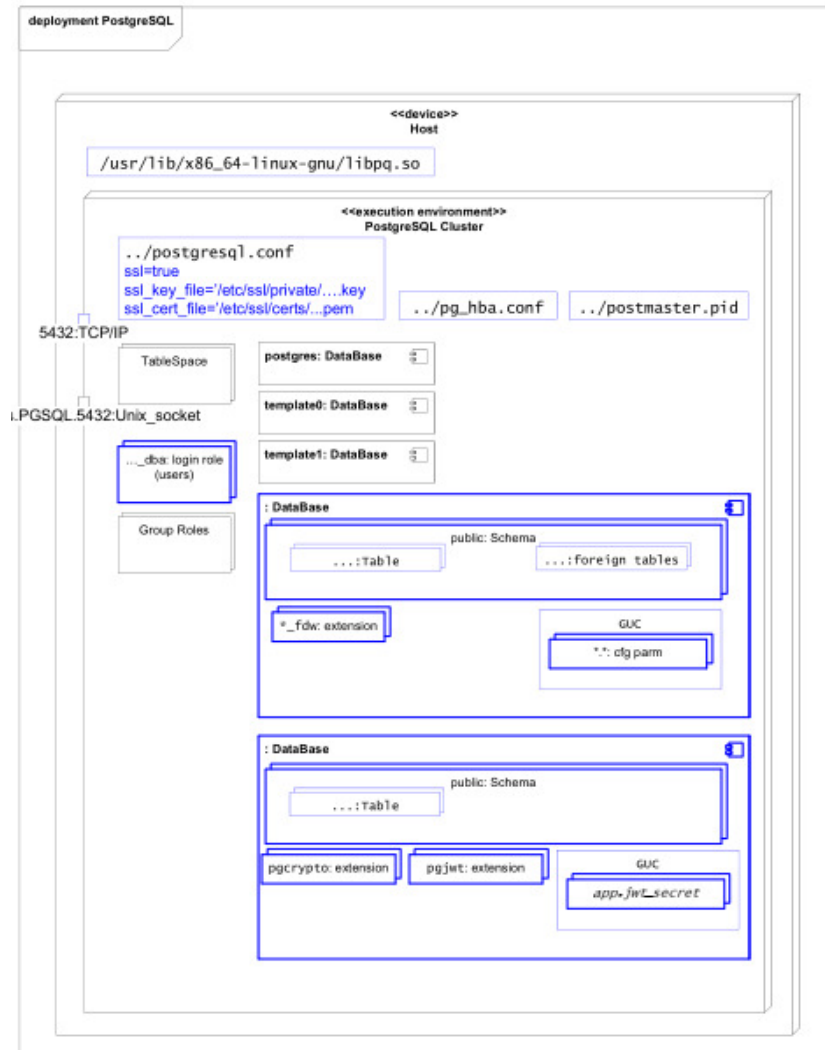 deployment PostgreSQL
<<device>>
Host
/usr/lib/x86_64-linux-gnu/libpq.so
<<execution environment>>
PostgreSQL Cluster
../postgresql.conf
ssl=true
ssl_key_file='/etc/ssl/private/....key
ssl_cert_file='/etc/ssl/certs/...pem
../pg_hba.conf
../postmaster.pid
5432:TCP/IP
TableSpace
postgres: DataBase
template0: DataBase
.PGSQL.5432:Unix_socket
template1: DataBase
..._dba: login role
(users)
Group Roles
: DataBase
public: Schema
...:Table
...:foreign tables
*_fdw: extension
GUC
*.*: cfg parm
: DataBase
public: Schema
...:Table
pgcrypto: extension
pgjwt: extension
GUC
app.jwt_secret